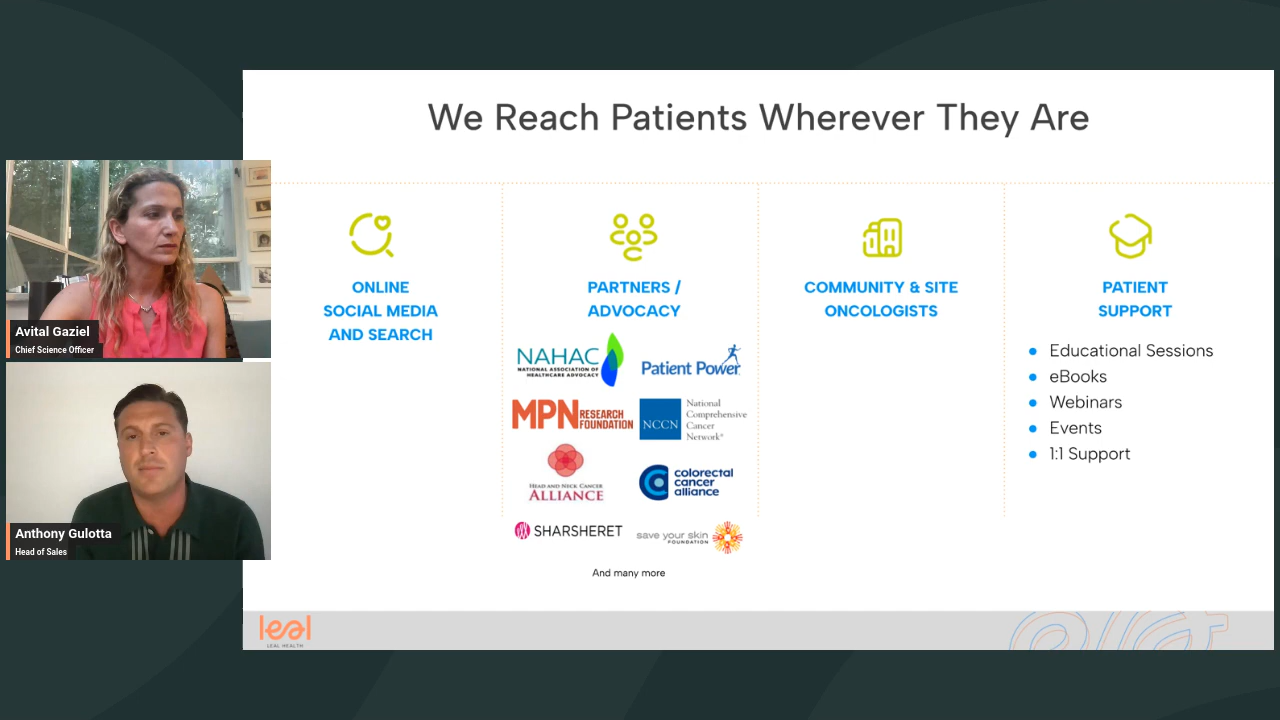 We Reach Patients Wherever They Are
Avital Gaziel
Chief Science Officer
Anthony Gulotta
Head of Sales
ONLINE
SOCIAL MEDIA
AND SEARCH
PARTNERS /
ADVOCACY
NAHAC
NATIONAL ASSOCIATION OF
HEALTHCARE ADVOCACY
Patient Power
MPN RESEARCH
FOUNDATION
NCCN
National
Comprehensive
Cancer
Network®
HEAD AND NECK CANCER
ALLIANCE
colorectal
cancer
alliance
SHARSHERET
save your skin
FOUNDATION
And many more
COMMUNITY & SITE
ONCOLOGISTS
PATIENT
SUPPORT
Educational Sessions
eBooks
Webinars
Events
1:1 Support
leal
LEAL HEALTH